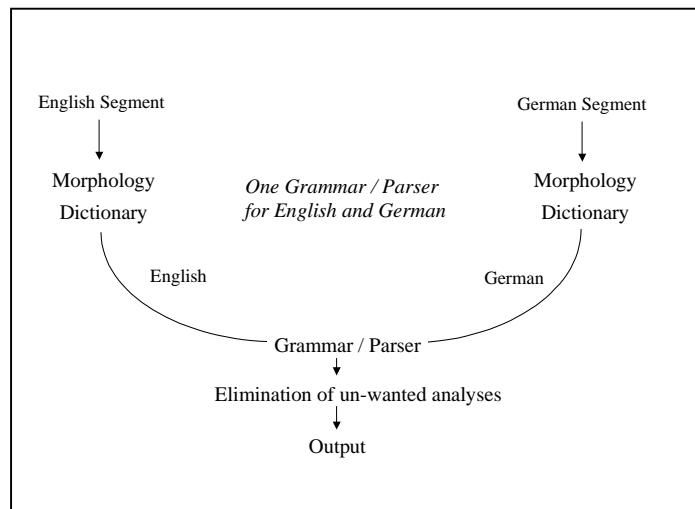 English Segment
German Segment
Morphology
Dictionary
One Grammar / Parser
for English and German
Morphology
Dictionary
English
German
Grammar / Parser
Elimination of un-wanted analyses
Output